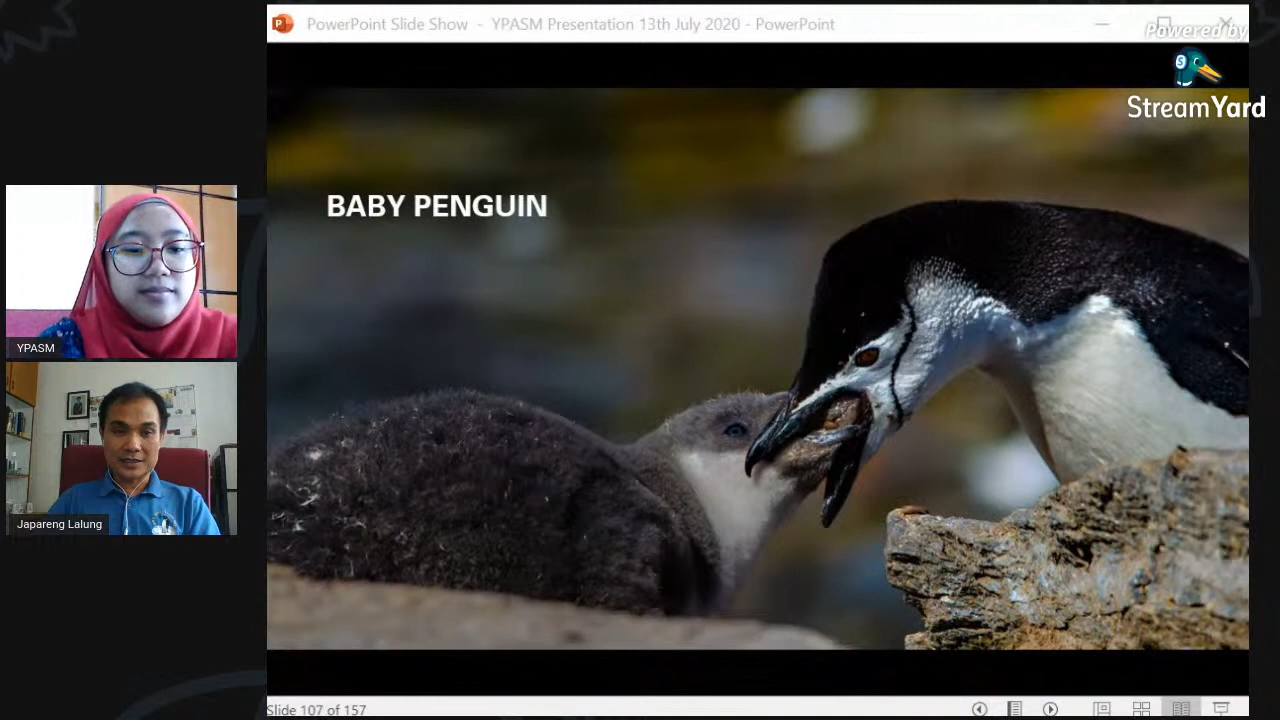 PowerPoint Slide Show - YPASM Presentation 13th July 2020 - PowerPoint
Powered by
StreamYard
BABY PENGUIN
YPASM
Japareng Lalung
Slide 107 of 157